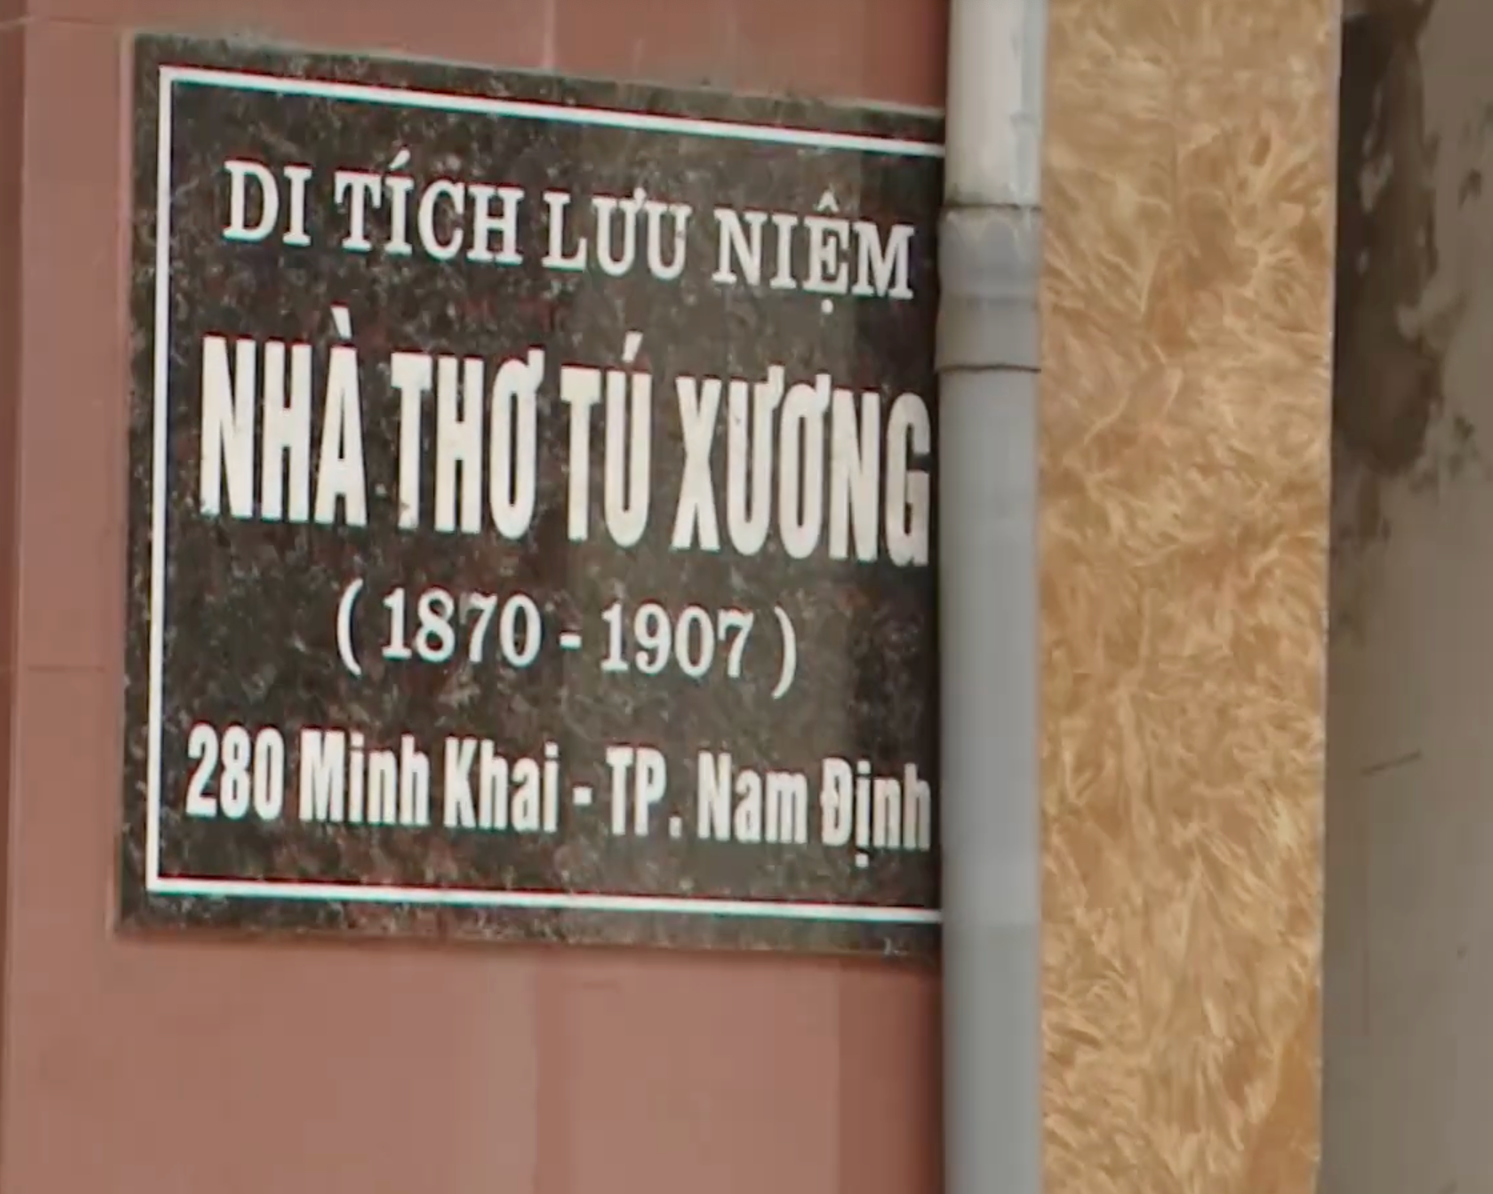 DI TÍCH LƯU NIỆM
NHÀ THƠ TÚ XƯƠNG
( 1870 - 1907 )
280 Minh Khai - TP. Nam Định